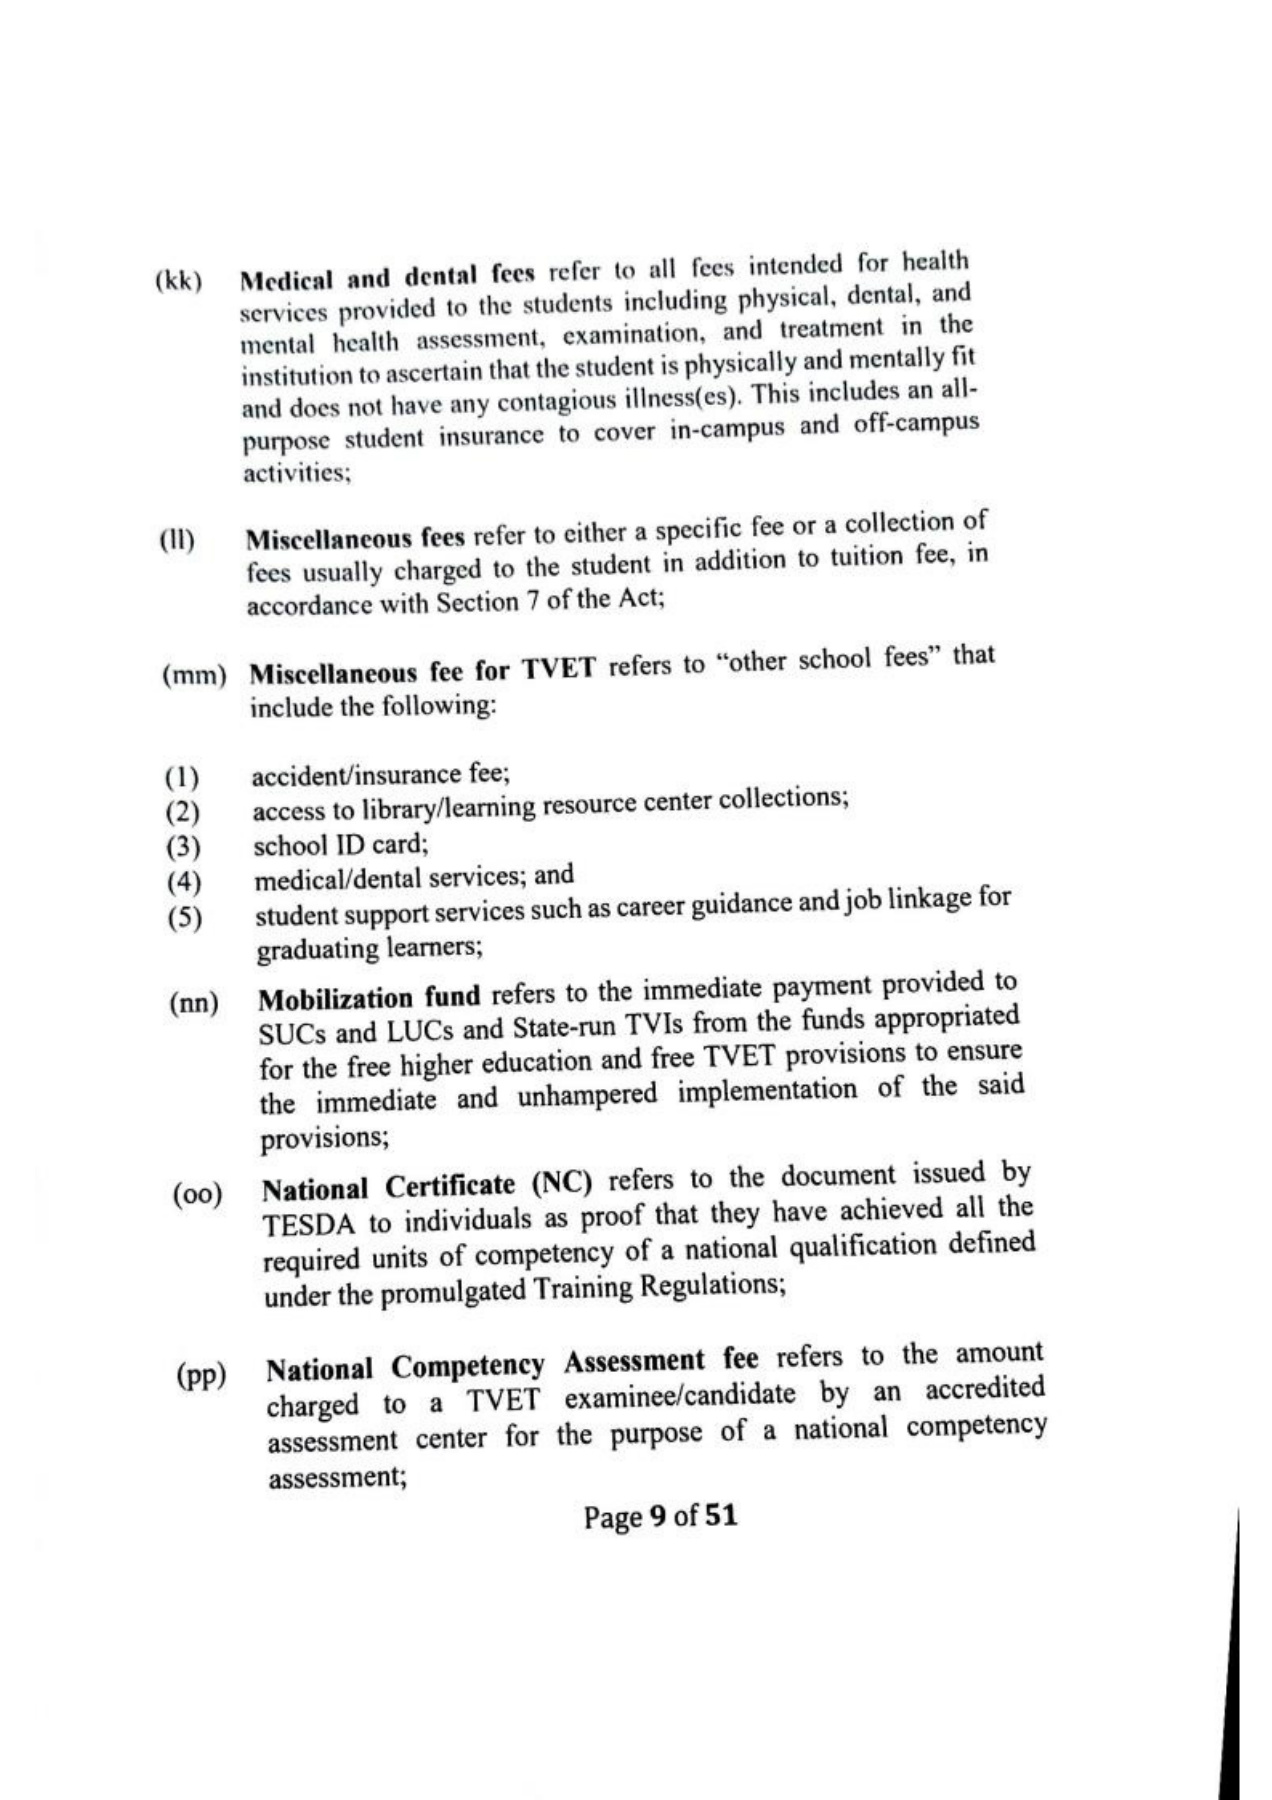 (kk) Medical and dental fees refer to all fees intended for health
services provided to the students including physical, dental, and
mental health assessment, examination, and treatment in the
institution to ascertain that the student is physically and mentally fit
and does not have any contagious illness(es). This includes an all-
purpose student insurance to cover in-campus and off-campus
activities;
(ll) Miscellaneous fees refer to either a specific fee or a collection of
fees usually charged to the student in addition to tuition fee, in
accordance with Section 7 of the Act;
(mm) Miscellaneous fee for TVET refers to “other school fees” that
include the following:
(1) accident/insurance fee;
(2) access to library/learning resource center collections;
(3) school ID card;
(4) medical/dental services; and
(5) student support services such as career guidance and job linkage for
graduating learners;
(nn) Mobilization fund refers to the immediate payment provided to
SUCs and LUCs and State-run TVIs from the funds appropriated
for the free higher education and free TVET provisions to ensure
the immediate and unhampered implementation of the said
provisions;
(oo) National Certificate (NC) refers to the document issued by
TESDA to individuals as proof that they have achieved all the
required units of competency of a national qualification defined
under the promulgated Training Regulations;
(pp) National Competency Assessment fee refers to the amount
charged to a TVET examinee/candidate by an accredited
assessment center for the purpose of a national competency
assessment;
Page 9 of 51